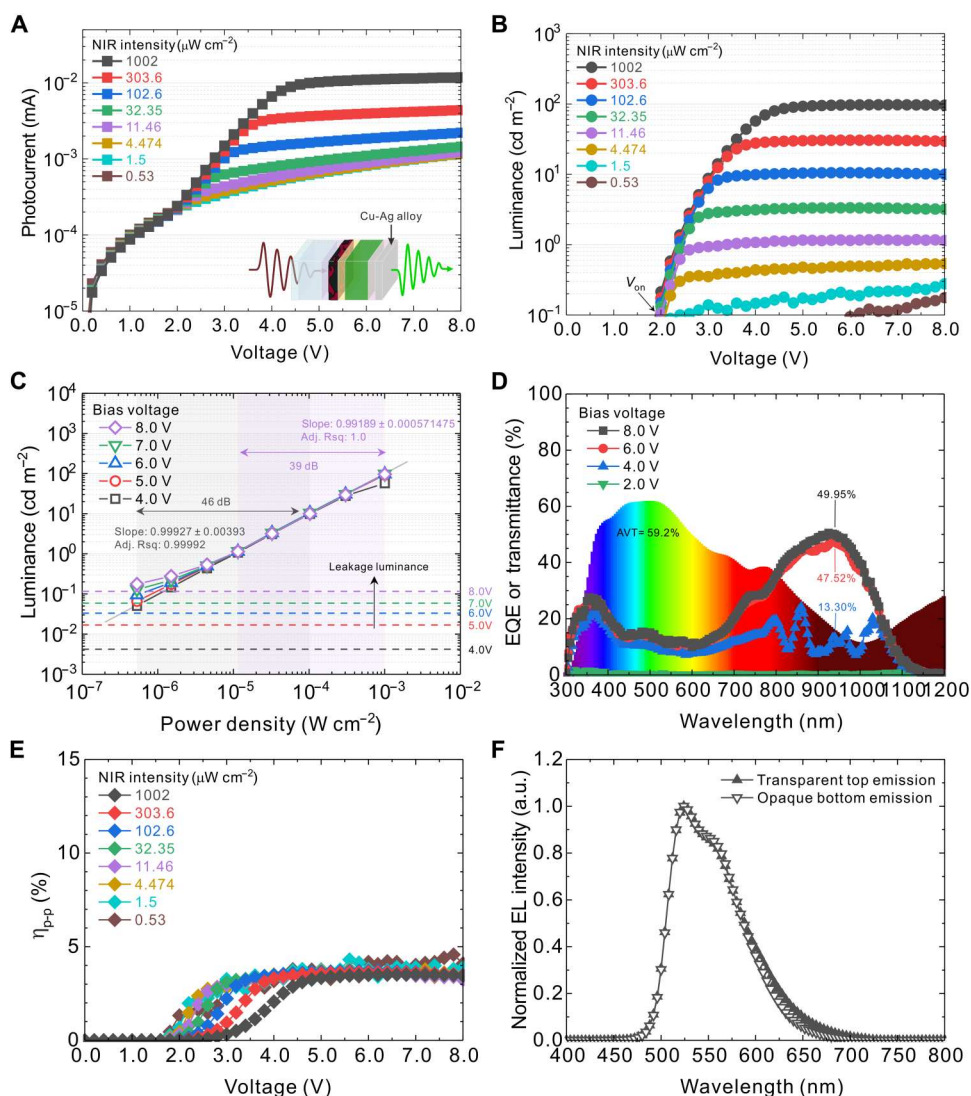 A
NIR intensity (μW cm⁻²)
1002
303.6
102.6
32.35
11.46
4.474
1.5
0.53
Cu-Ag alloy
Photocurrent (mA)
10⁻²
10⁻³
10⁻⁴
10⁻⁵
0.0 1.0 2.0 3.0 4.0 5.0 6.0 7.0 8.0
Voltage (V)
B
NIR intensity (μW cm⁻²)
1002
303.6
102.6
32.35
11.46
4.474
1.5
0.53
Vₒₙ
Luminance (cd m⁻²)
10³
10²
10¹
10⁰
10⁻¹
0.0 1.0 2.0 3.0 4.0 5.0 6.0 7.0 8.0
Voltage (V)
C
Bias voltage
8.0 V
7.0 V
6.0 V
5.0 V
4.0 V
Slope: 0.99189 ± 0.000571475
Adj. Rsq: 1.0
39 dB
46 dB
Slope: 0.99927 ± 0.00393
Adj. Rsq: 0.99992
Leakage luminance
8.0V
7.0V
6.0V
5.0V
4.0V
Luminance (cd m⁻²)
10⁴
10³
10²
10¹
10⁰
10⁻¹
10⁻²
10⁻³
10⁻⁷ 10⁻⁶ 10⁻⁵ 10⁻⁴ 10⁻³ 10⁻²
Power density (W cm⁻²)
D
Bias voltage
8.0 V
6.0 V
4.0 V
2.0 V
49.95%
AVT= 59.2%
47.52%
13.30%
EQE or transmittance (%)
100
80
60
40
20
0
300 400 500 600 700 800 900 1000 1200
Wavelength (nm)
E
NIR intensity (μW cm⁻²)
1002
303.6
102.6
32.35
11.46
4.474
1.5
0.53
ηp-p (%)
15
10
5
0
0.0 1.0 2.0 3.0 4.0 5.0 6.0 7.0 8.0
Voltage (V)
F
Transparent top emission
Opaque bottom emission
Normalized EL intensity (a.u.)
1.2
1.0
0.8
0.6
0.4
0.2
0.0
400 450 500 550 600 650 700 750 800
Wavelength (nm)